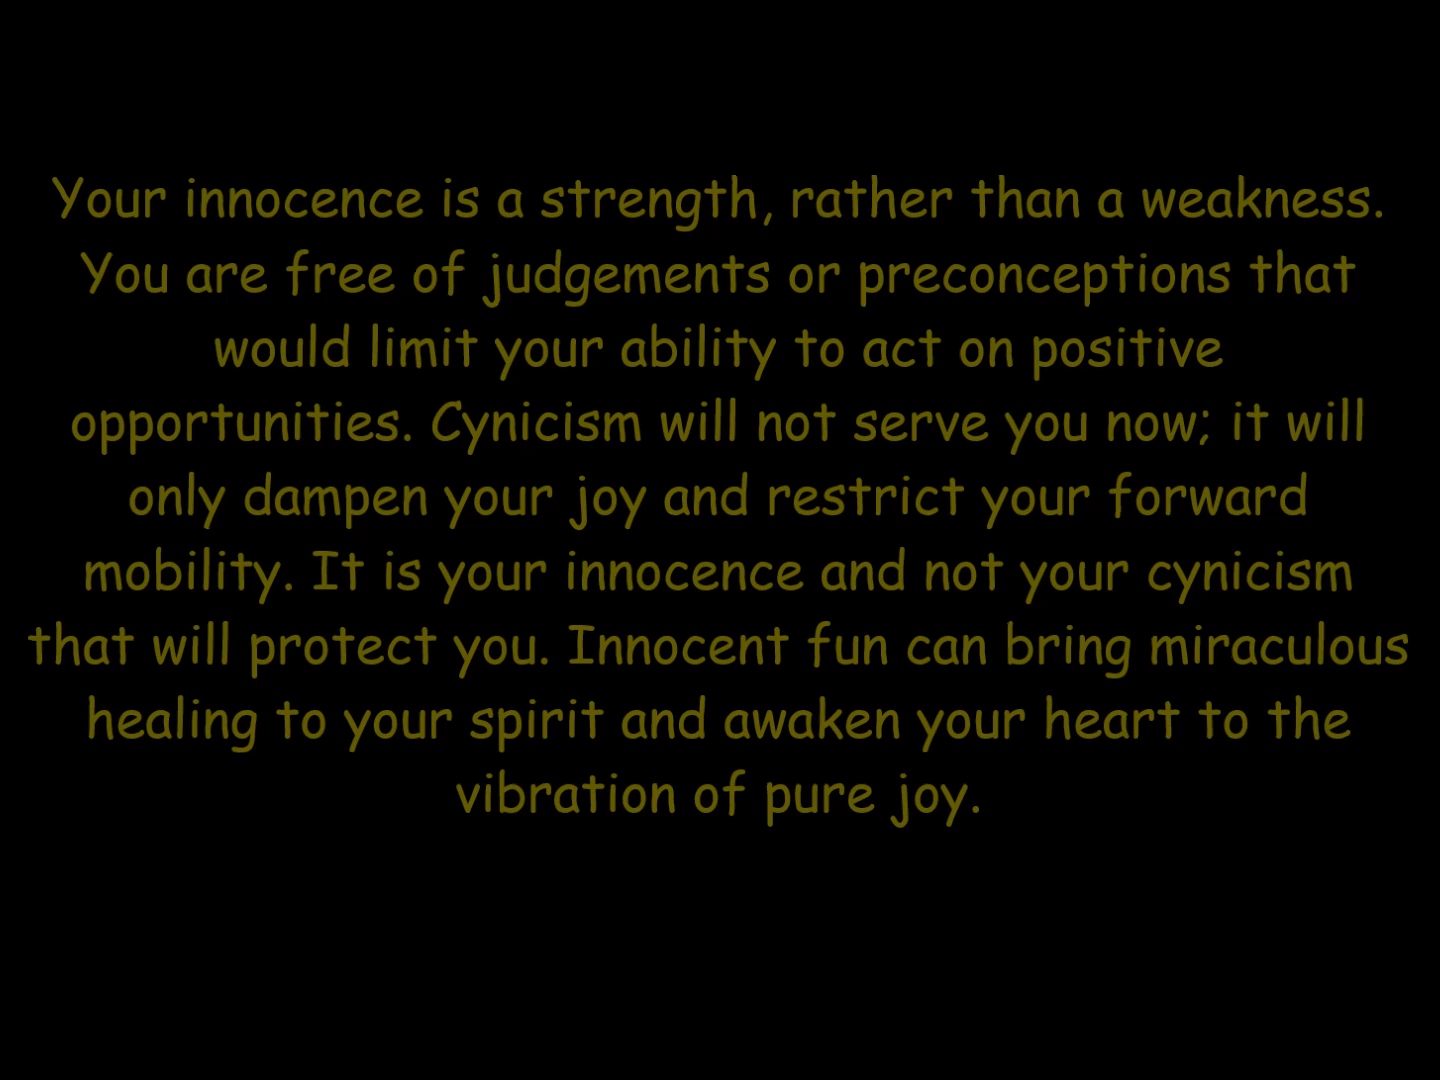 Your innocence is a strength, rather than a weakness.
You are free of judgements or preconceptions that
would limit your ability to act on positive
opportunities. Cynicism will not serve you now; it will
only dampen your joy and restrict your forward
mobility. It is your innocence and not your cynicism
that will protect you. Innocent fun can bring miraculous
healing to your spirit and awaken your heart to the
vibration of pure joy.